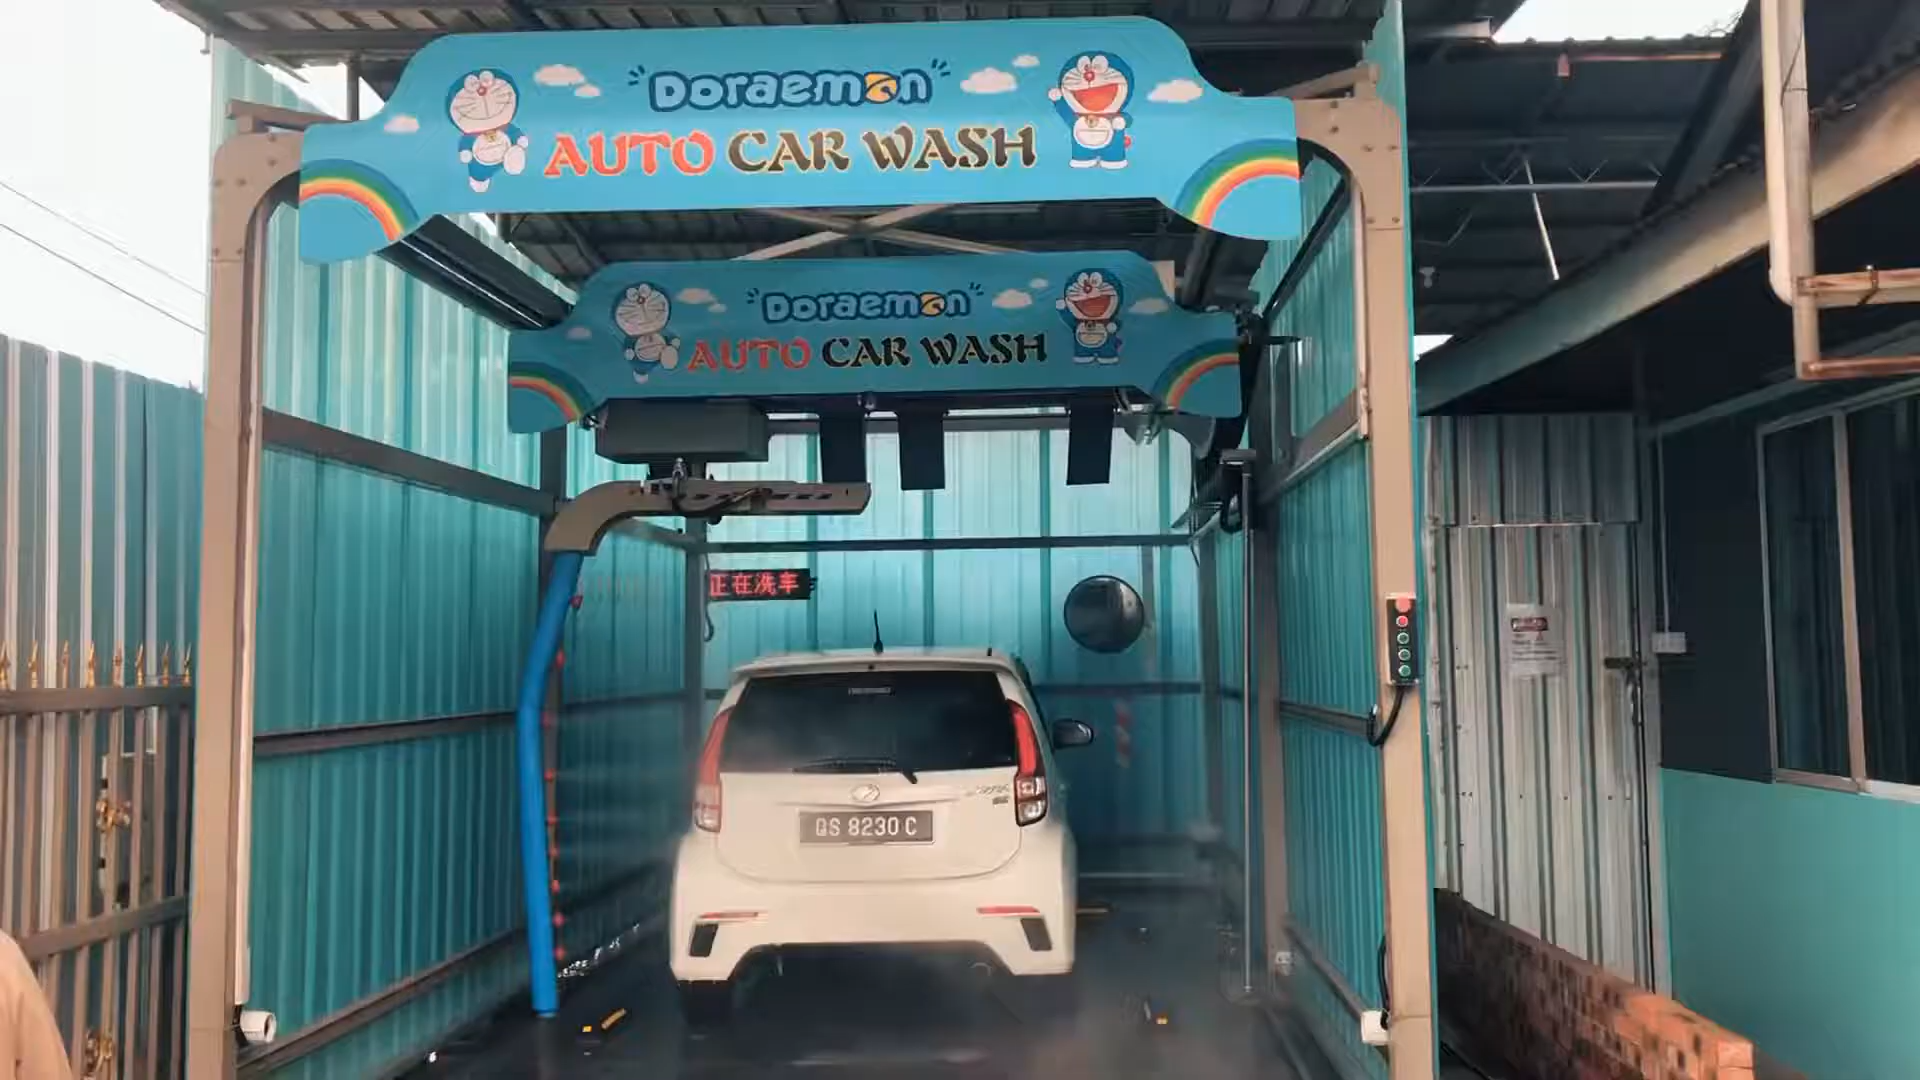 Doraemon
AUTO CAR WASH
Doraemon
AUTO CAR WASH
正在洗车
QS 8230 C